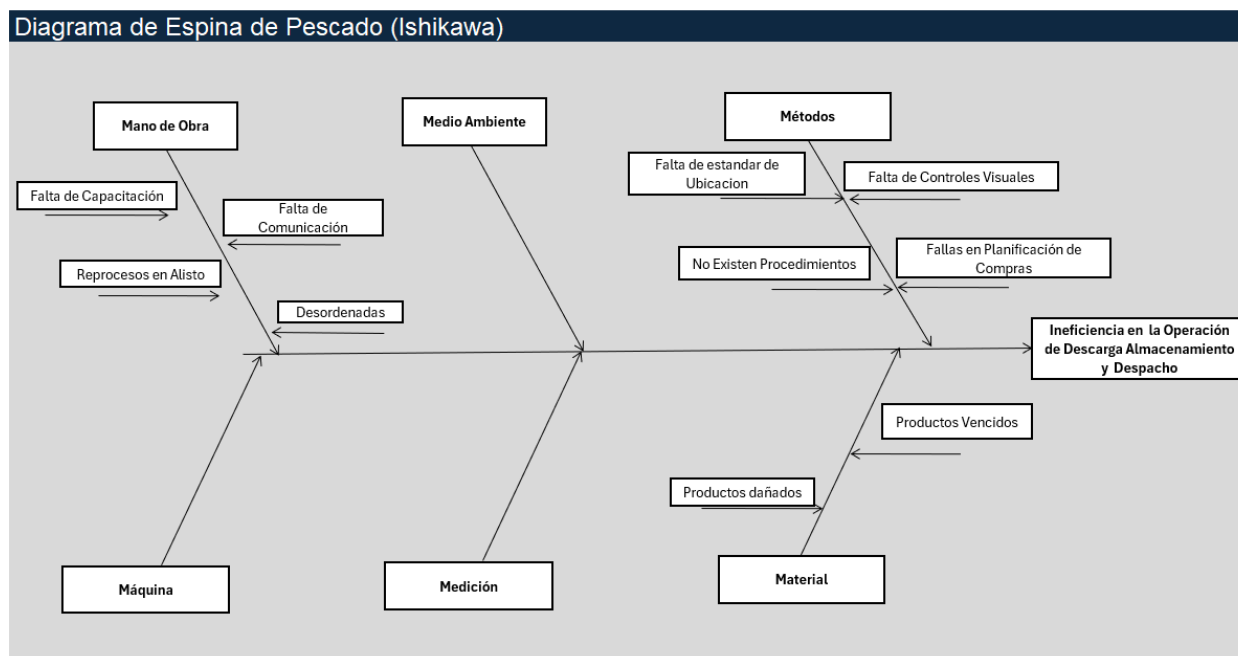 Diagrama de Espina de Pescado (Ishikawa)
Mano de Obra
Medio Ambiente
Métodos
Falta de Capacitación
Falta de
Comunicación
Reprocesos en Alisto
Desordenadas
Falta de estandar de
Ubicacion
Falta de Controles Visuales
No Existen Procedimientos
Fallas en Planificación de
Compras
Ineficiencia en la Operación
de Descarga Almacenamiento
y Despacho
Productos Vencidos
Productos dañados
Máquina
Medición
Material